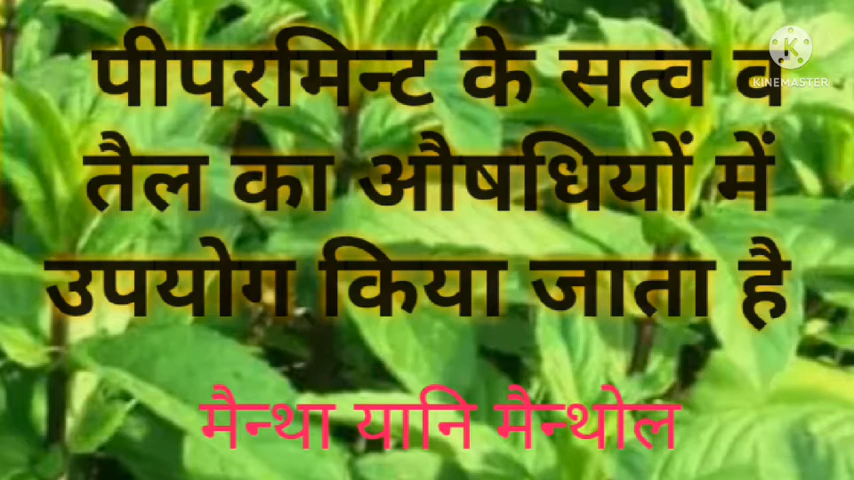 पीपरमिन्ट के सत्व व
KINEMASTER
तैल का औषधियों में
उपयोग किया जाता है
मैन्था यानि मैन्थोल